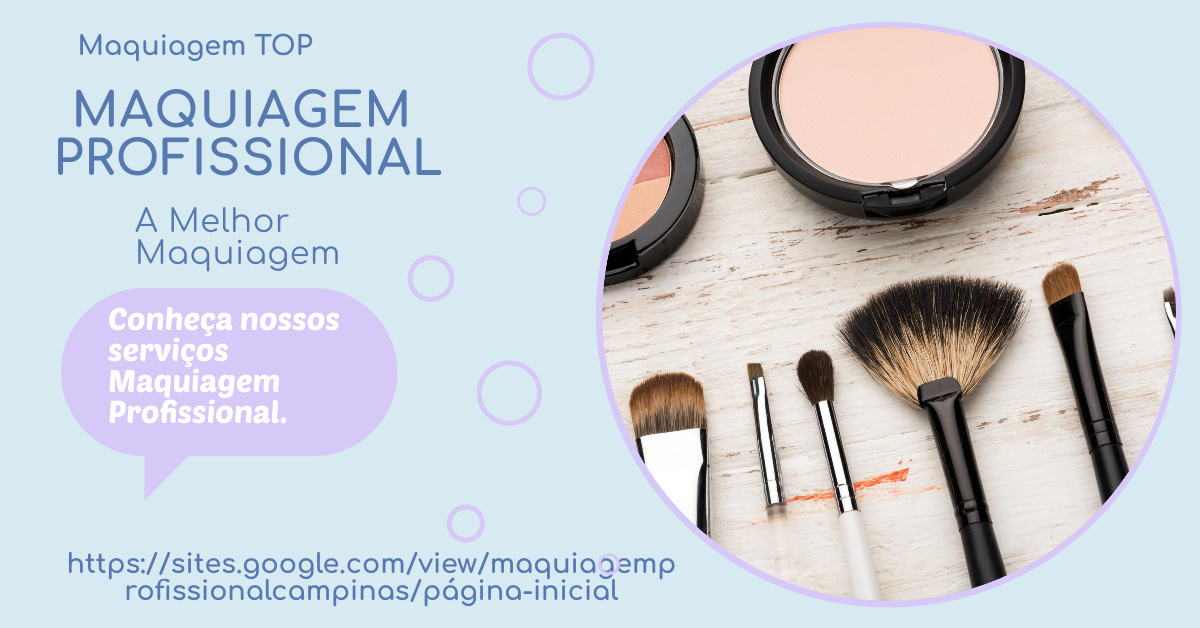 Maquiagem TOP
MAQUIAGEM
PROFISSIONAL
A Melhor
Maquiagem
Conheça nossos
serviços
Maquiagem
Profissional.
https://sites.google.com/view/maquiagemp
rofissionalcampinas/página-inicial